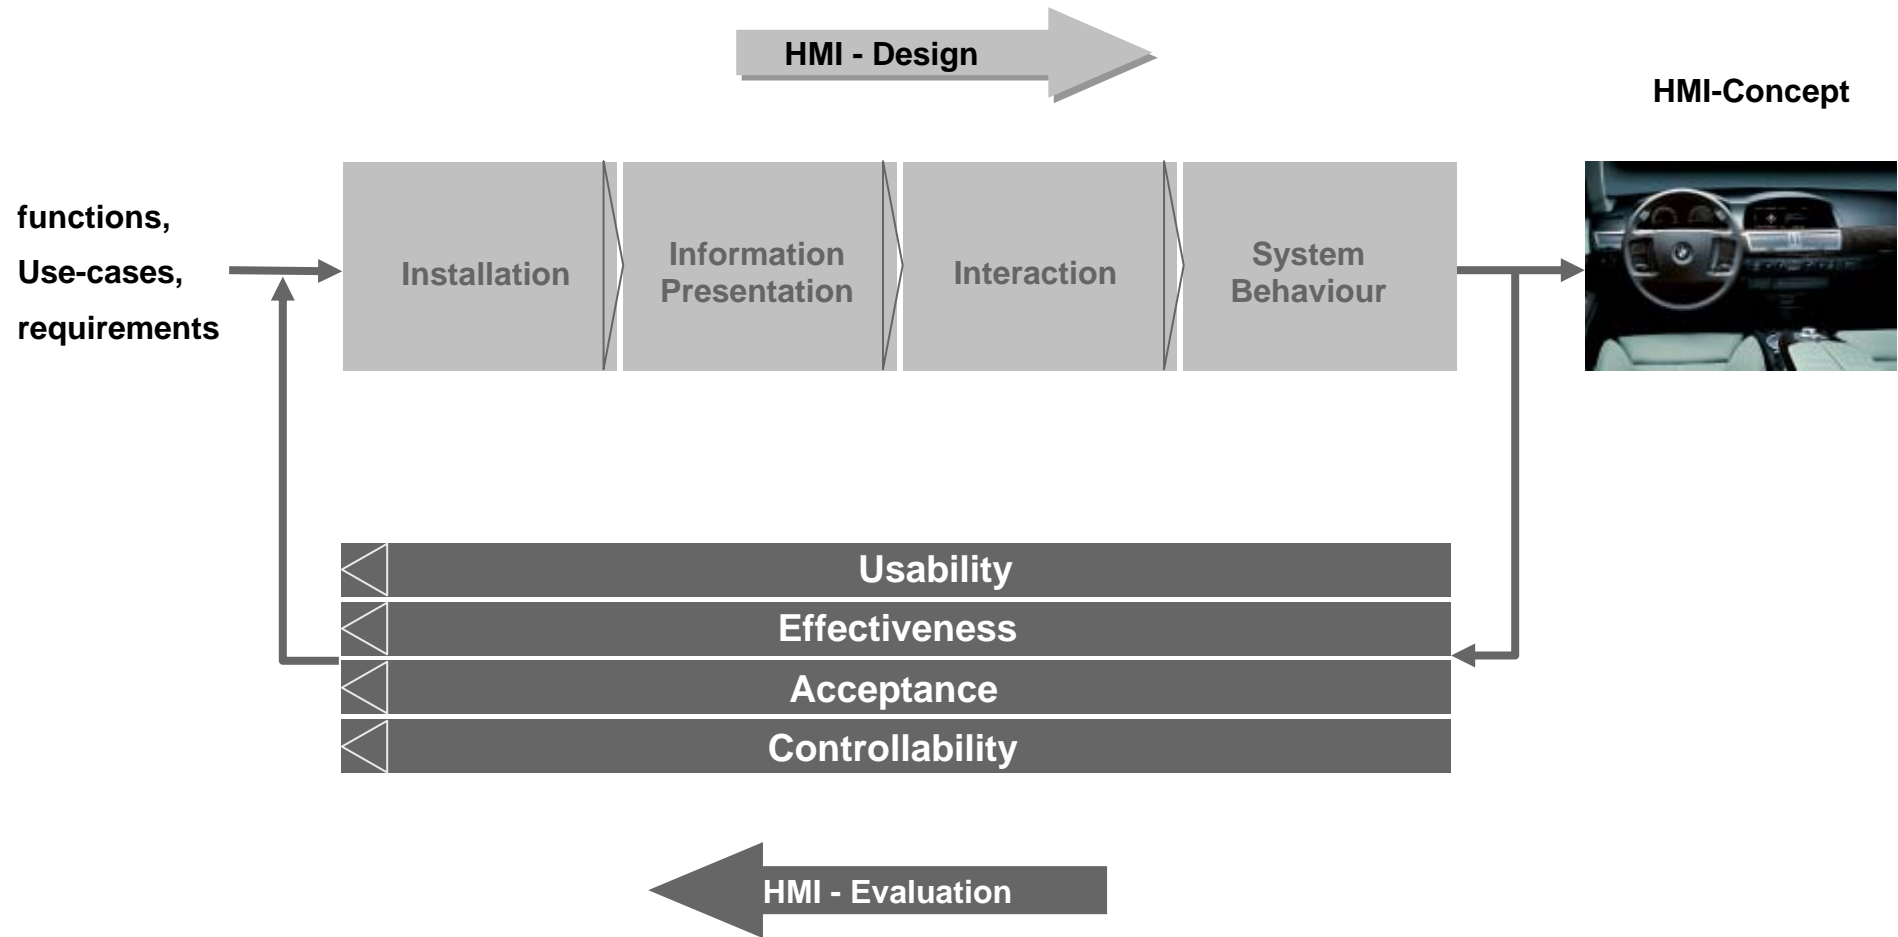 HMI - Design
HMI-Concept
functions,
Use-cases,
requirements
Installation
Information
Presentation
Interaction
System
Behaviour
Usability
Effectiveness
Acceptance
Controllability
HMI - Evaluation